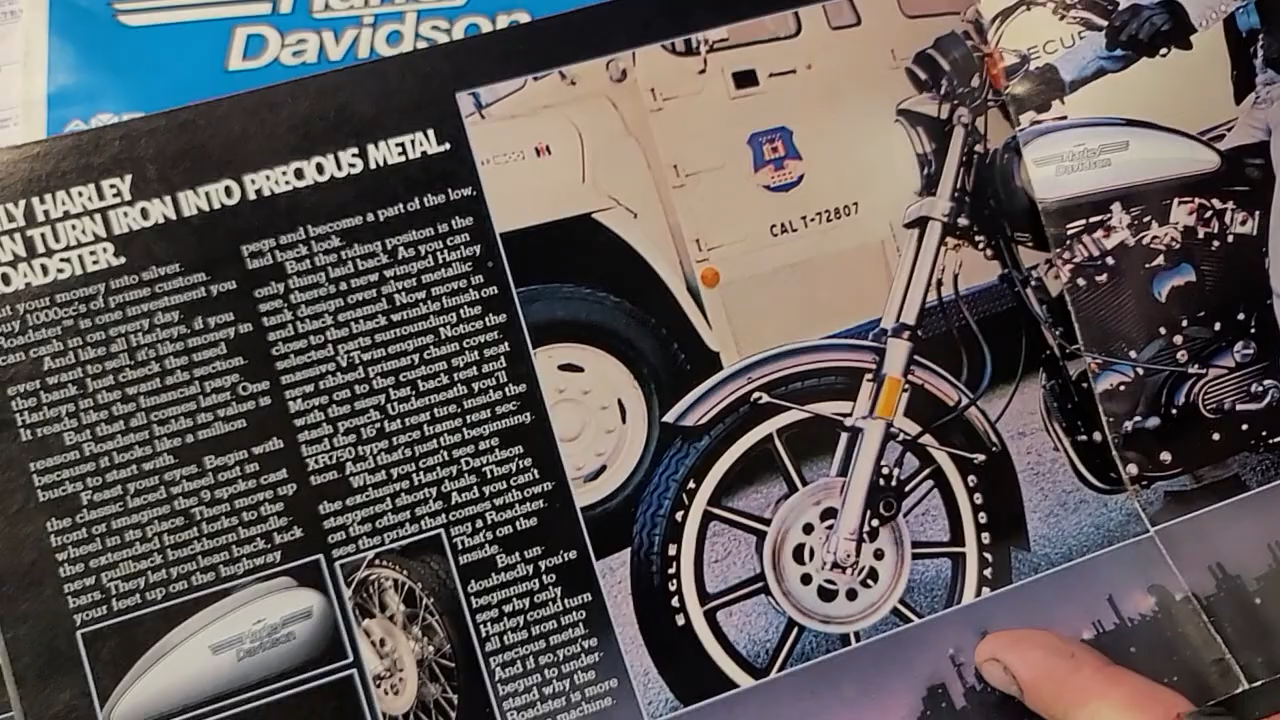 Harley
Davidson
LY HARLEY
AN TURN IRON INTO PRECIOUS METAL.
OADSTER.
ut your money into silver.
uy 1000cc's of prime custom.
Roadster™ is one investment you
can cash in on every day.
And like all Harleys, if you
ever want to sell, it's like money in
the bank. Just check the used
Harleys in the want ads section.
It reads like the financial page.
But that all comes later. One
reason Roadster holds its value is
because it looks like a million
bucks to start with.
Feast your eyes. Begin with
the classic laced wheel out in
front or imagine the 9 spoke cast
wheel in its place. Then move up
the extended front forks to the
new pullback buckhorn handle-
bars. They let you lean back, kick
your feet up on the highway
pegs and become a part of the low,
laid back look.
But the riding positon is the
only thing laid back. As you can
see, there's a new winged Harley
tank design over silver metallic
and black enamel. Now move in
close to the black wrinkle finish on
selected parts surrounding the
massive V-Twin engine. Notice the
new ribbed primary chain cover.
Move on to the custom split seat
with the sissy bar, back rest and
stash pouch. Underneath you'll
find the 16" fat rear tire, inside the
XR750 type race frame rear sec-
tion. And that's just the beginning.
What you can't see are
the exclusive Harley-Davidson
staggered shorty duals. They're
on the other side. And you can't
see the pride that comes with own-
ing a Roadster.
That's on the
inside.
But un-
doubtedly you're
beginning to
see why only
Harley could turn
all this iron into
precious metal.
And if so, you've
begun to under-
stand why the
Roadster is more
machine.
Harley
Davidson
EAGLE
CAL T-72807
SECUR
Harley
Davidson
EAGLE A/T